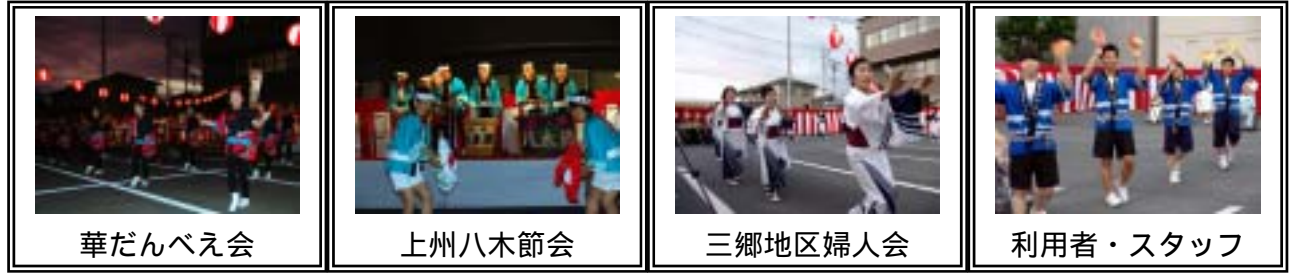 華だんべえ会
上州八木節会
三郷地区婦人会
利用者・スタッフ